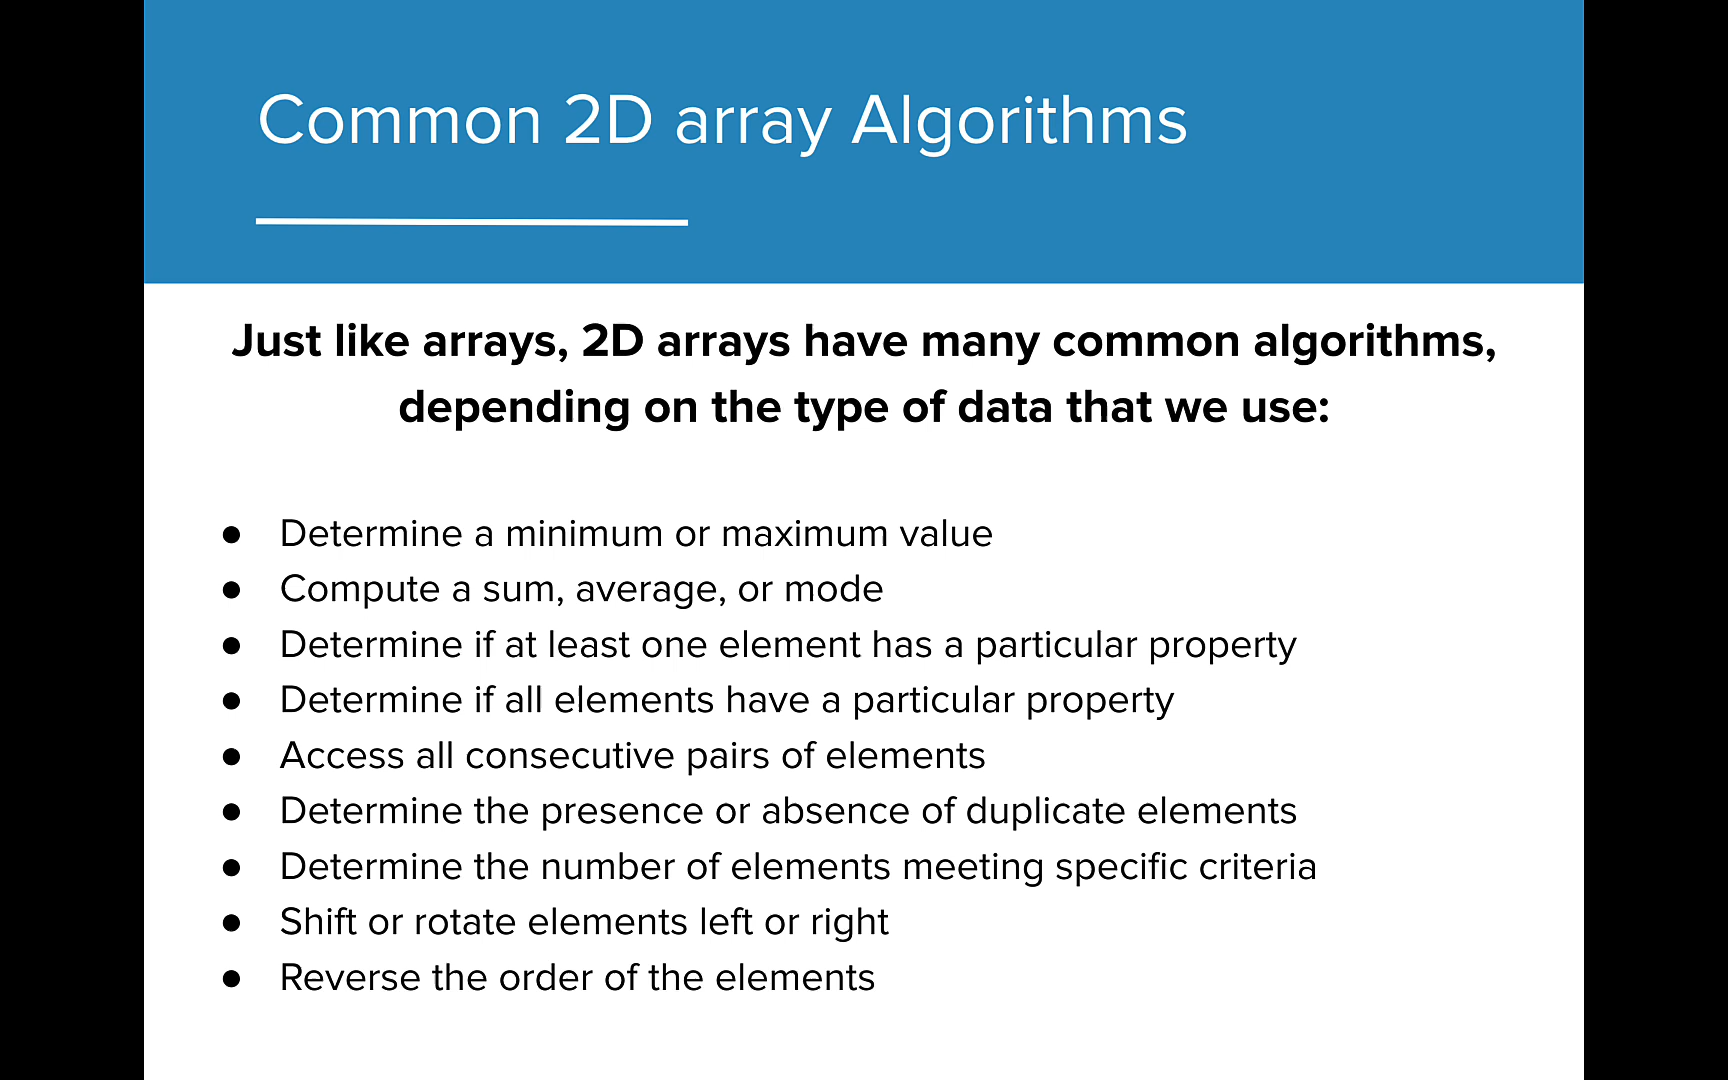 Common 2D array Algorithms
Just like arrays, 2D arrays have many common algorithms,
depending on the type of data that we use:
● Determine a minimum or maximum value
● Compute a sum, average, or mode
● Determine if at least one element has a particular property
● Determine if all elements have a particular property
● Access all consecutive pairs of elements
● Determine the presence or absence of duplicate elements
● Determine the number of elements meeting specific criteria
● Shift or rotate elements left or right
● Reverse the order of the elements